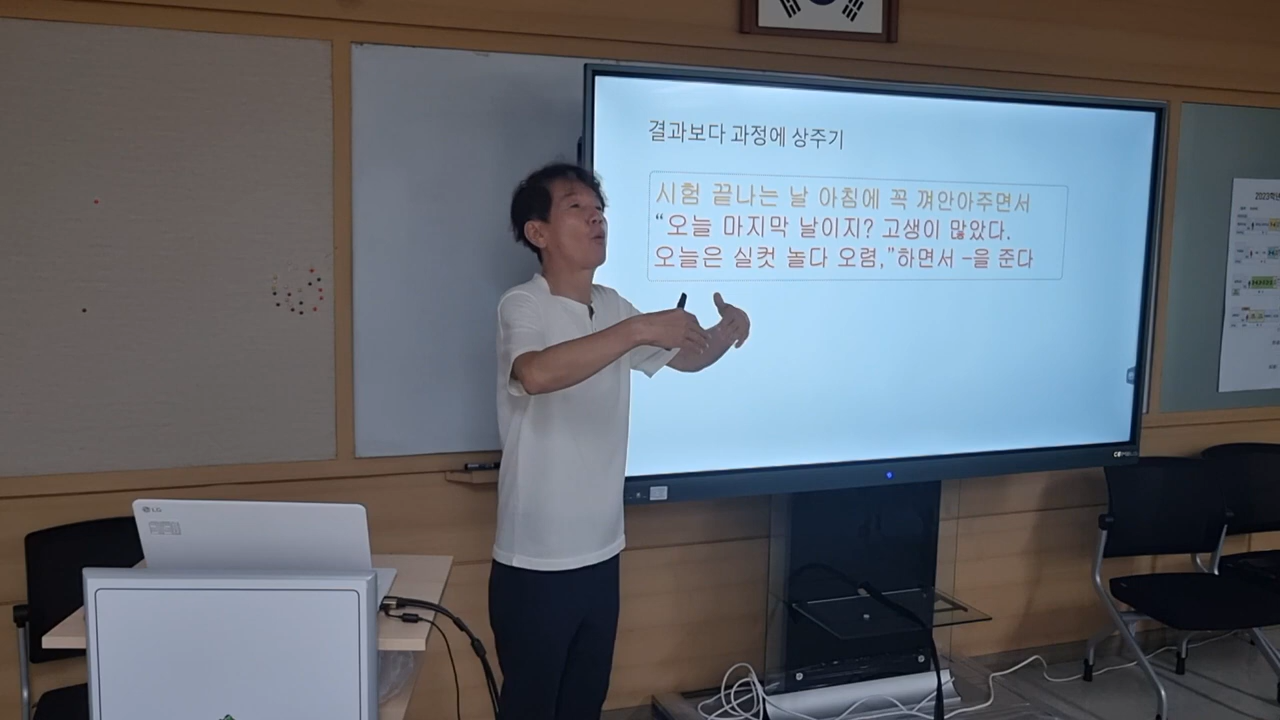 결과보다 과정에 상주기
시험 끝나는 날 아침에 꼭 껴안아주면서
“오늘 마지막 날이지? 고생이 많았다.
오늘은 실컷 놀다 오렴,"하면서 –을 준다
LG